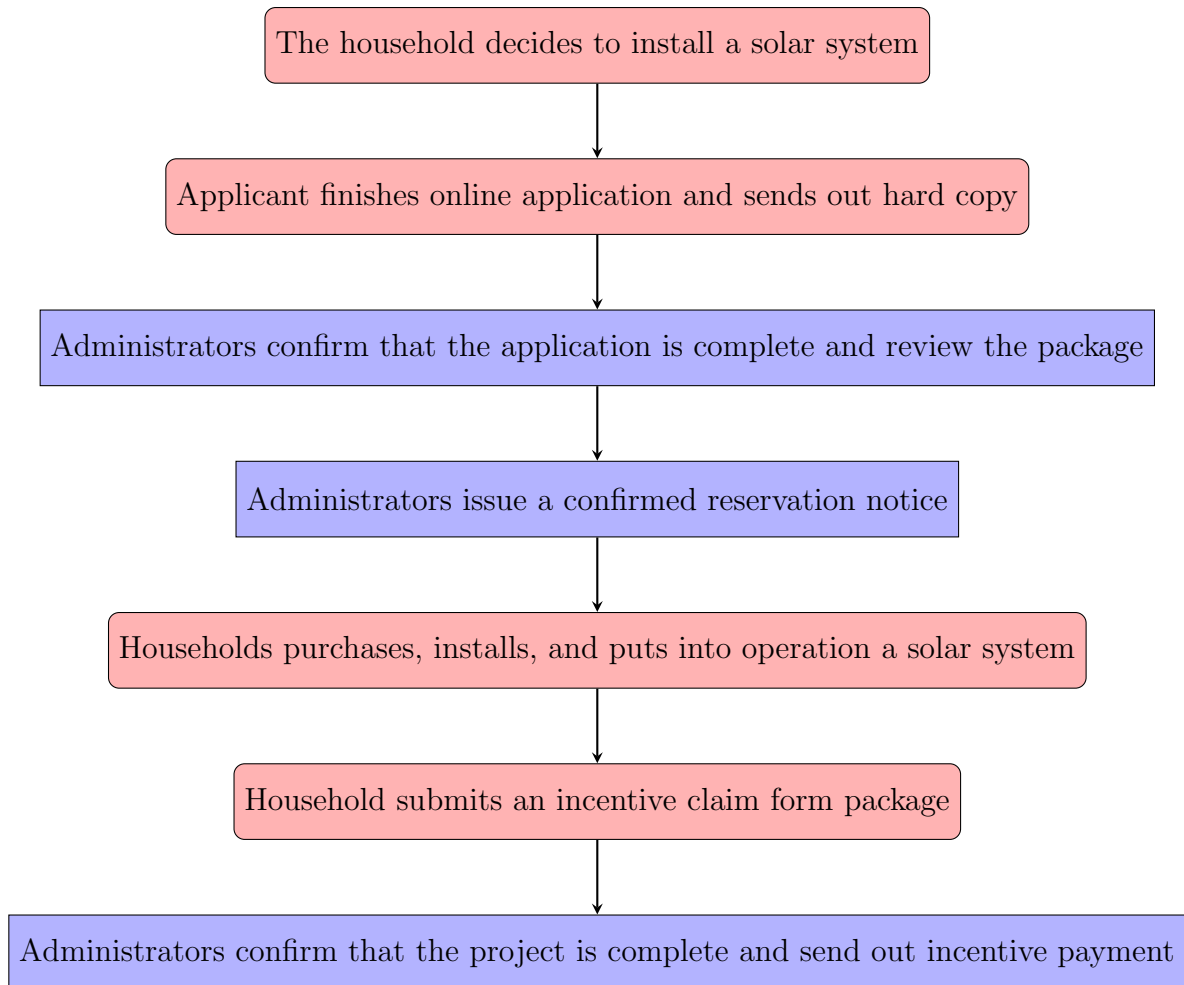 The household decides to install a solar system
Applicant finishes online application and sends out hard copy
Administrators confirm that the application is complete and review the package
Administrators issue a confirmed reservation notice
Households purchases, installs, and puts into operation a solar system
Household submits an incentive claim form package
Administrators confirm that the project is complete and send out incentive payment